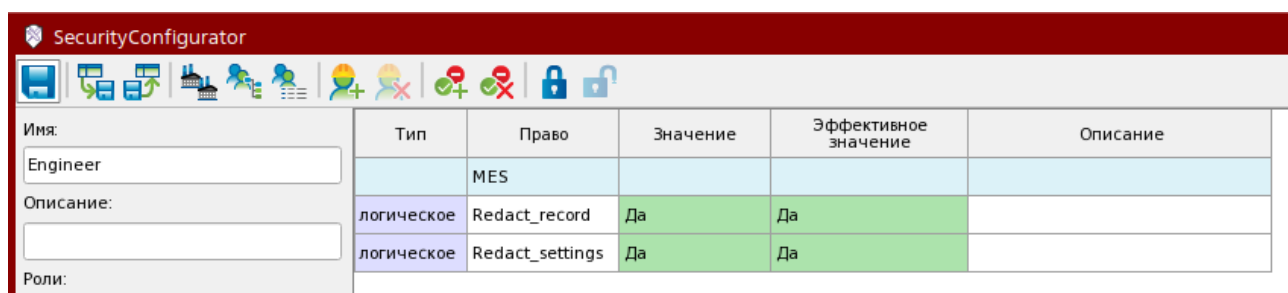 SecurityConfigurator
Имя:
Engineer
Описание:
Роли:
Тип Право Значение Эффективное значение Описание
MES
логическое Redact_record Да Да
логическое Redact_settings Да Да